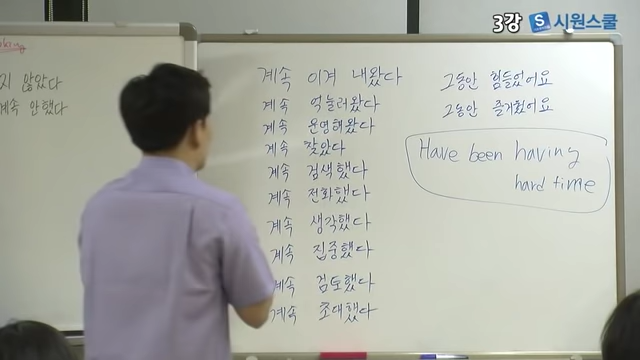 3강 S 시원스쿨
지 않았다
계속 안했다
계속 이겨 내왔다
계속 억눌러왔다
계속 운영해왔다
계속 찾았다
계속 검색했다
계속 전화했다
계속 생각했다
계속 집중했다
계속 검토했다
계속 초대했다
그동안 힘들었어요
그동안 즐거웠어요
Have been having
hard time